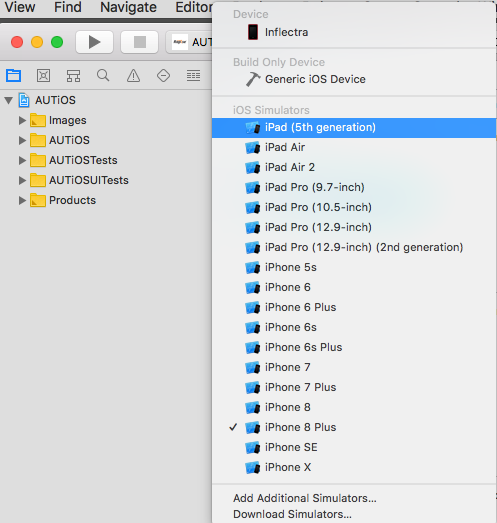 View Find Navigate Editor
AUT
AUTiOS
Images
AUTiOS
AUTiOSTests
AUTiOSUITests
Products
Device
Inflectra
Build Only Device
Generic iOS Device
iOS Simulators
iPad (5th generation)
iPad Air
iPad Air 2
iPad Pro (9.7-inch)
iPad Pro (10.5-inch)
iPad Pro (12.9-inch)
iPad Pro (12.9-inch) (2nd generation)
iPhone 5s
iPhone 6
iPhone 6 Plus
iPhone 6s
iPhone 6s Plus
iPhone 7
iPhone 7 Plus
iPhone 8
iPhone 8 Plus
iPhone SE
iPhone X
Add Additional Simulators...
Download Simulators...